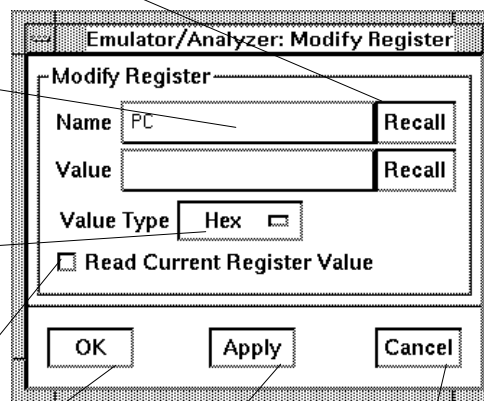 Emulator/Analyzer: Modify Register
Modify Register
Name PC Recall
Value Recall
Value Type Hex
Read Current Register Value
OK Apply Cancel